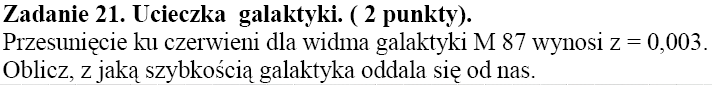 Zadanie 21. Ucieczka galaktyki. ( 2 punkty).
Przesunięcie ku czerwieni dla widma galaktyki M 87 wynosi z = 0,003.
Oblicz, z jaką szybkością galaktyka oddala się od nas.